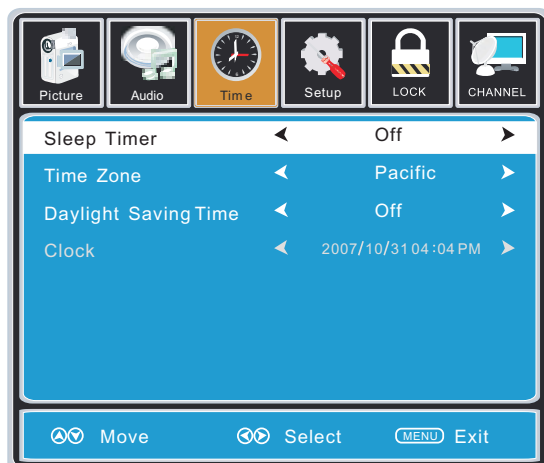 Picture Audio Time Setup LOCK CHANNEL
Sleep Timer Off
Time Zone Pacific
Daylight Saving Time Off
Clock 2007/10/31 04:04 PM
Move Select MENU Exit